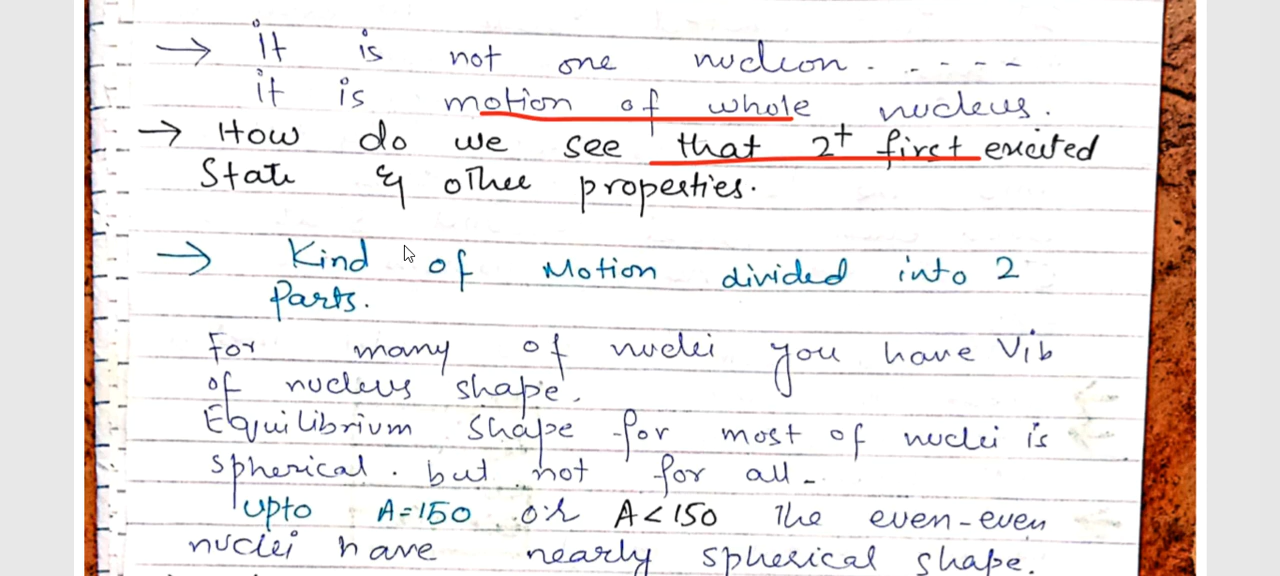 → it is not one nucleon. - - - - -
it is motion of whole nucleus.
→ How do we see that 2+ first excited
State & other properties.
→ Kind of Motion divided into 2
Parts.
For many of nuclei you have Vib
of nucleus shape.
Equilibrium shape for most of nuclei is
spherical. but not for all -
upto A=150 or A<150 The even-even
nuclei have nearly spherical shape.